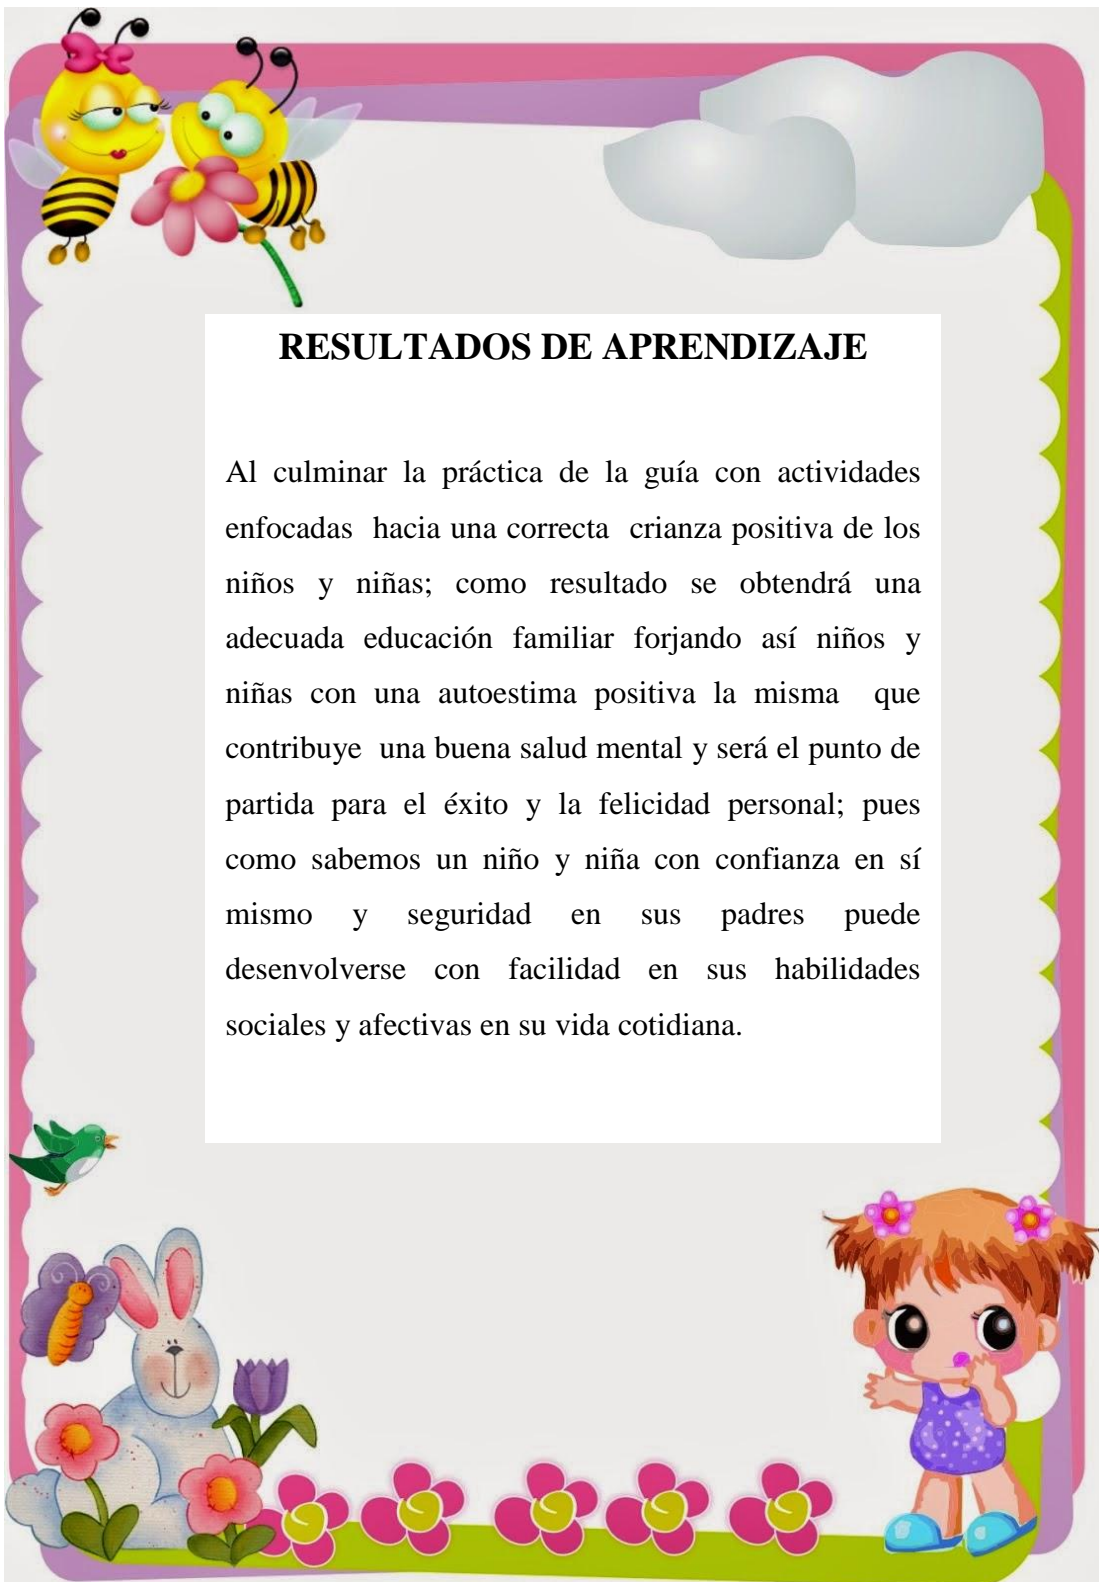 RESULTADOS DE APRENDIZAJE
Al culminar la práctica de la guía con actividades
enfocadas hacia una correcta crianza positiva de los
niños y niñas; como resultado se obtendrá una
adecuada educación familiar forjando así niños y
niñas con una autoestima positiva la misma que
contribuye una buena salud mental y será el punto de
partida para el éxito y la felicidad personal; pues
como sabemos un niño y niña con confianza en sí
mismo y seguridad en sus padres puede
desenvolverse con facilidad en sus habilidades
sociales y afectivas en su vida cotidiana.